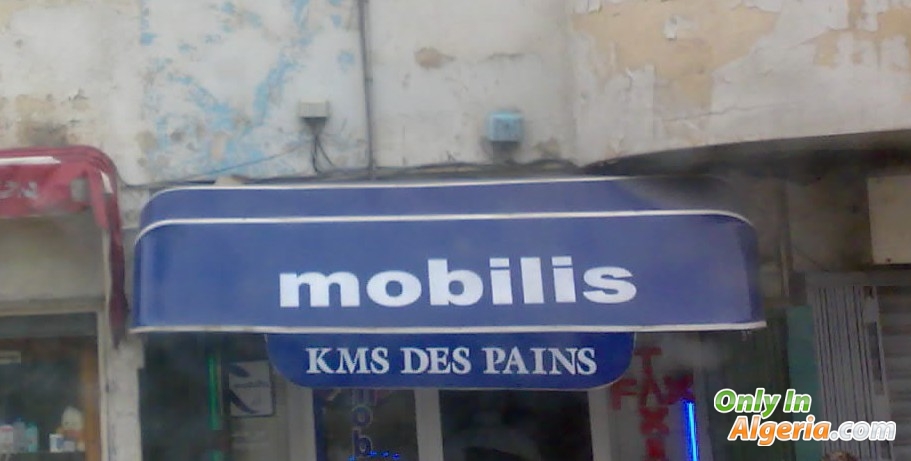 mobilis
KMS DES PAINS
FAX
Only In
Algeria.com